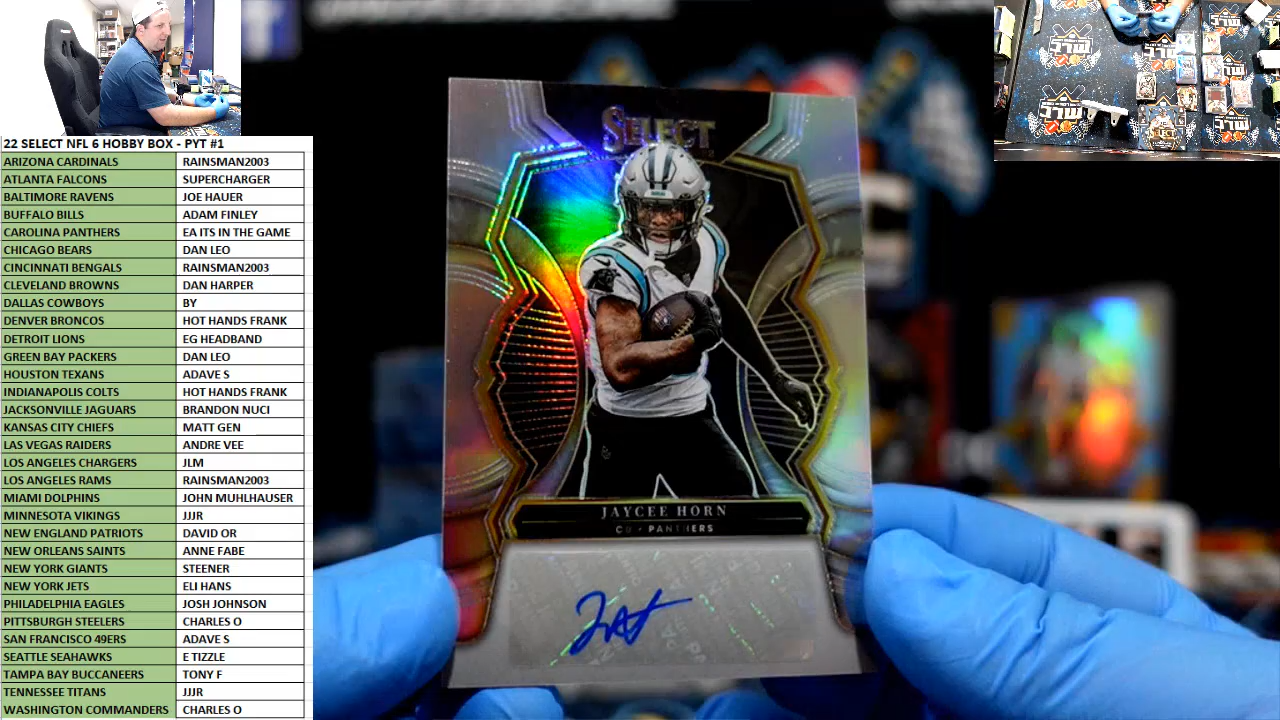 22 SELECT NFL 6 HOBBY BOX - PYT #1
ARIZONA CARDINALS RAINSMAN2003
ATLANTA FALCONS SUPERCHARGER
BALTIMORE RAVENS JOE HAUER
BUFFALO BILLS ADAM FINLEY
CAROLINA PANTHERS EA ITS IN THE GAME
CHICAGO BEARS DAN LEO
CINCINNATI BENGALS RAINSMAN2003
CLEVELAND BROWNS DAN HARPER
DALLAS COWBOYS BY
DENVER BRONCOS HOT HANDS FRANK
DETROIT LIONS EG HEADBAND
GREEN BAY PACKERS DAN LEO
HOUSTON TEXANS ADAVE S
INDIANAPOLIS COLTS HOT HANDS FRANK
JACKSONVILLE JAGUARS BRANDON NUCI
KANSAS CITY CHIEFS MATT GEN
LAS VEGAS RAIDERS ANDRE VEE
LOS ANGELES CHARGERS JLM
LOS ANGELES RAMS RAINSMAN2003
MIAMI DOLPHINS JOHN MUHLHAUSER
MINNESOTA VIKINGS JJJR
NEW ENGLAND PATRIOTS DAVID OR
NEW ORLEANS SAINTS ANNE FABE
NEW YORK GIANTS STEENER
NEW YORK JETS ELI HANS
PHILADELPHIA EAGLES JOSH JOHNSON
PITTSBURGH STEELERS CHARLES O
SAN FRANCISCO 49ERS ADAVE S
SEATTLE SEAHAWKS E TIZZLE
TAMPA BAY BUCCANEERS TONY F
TENNESSEE TITANS JJJR
WASHINGTON COMMANDERS CHARLES O
SELECT
JAYCEE HORN
CB - PANTHERS